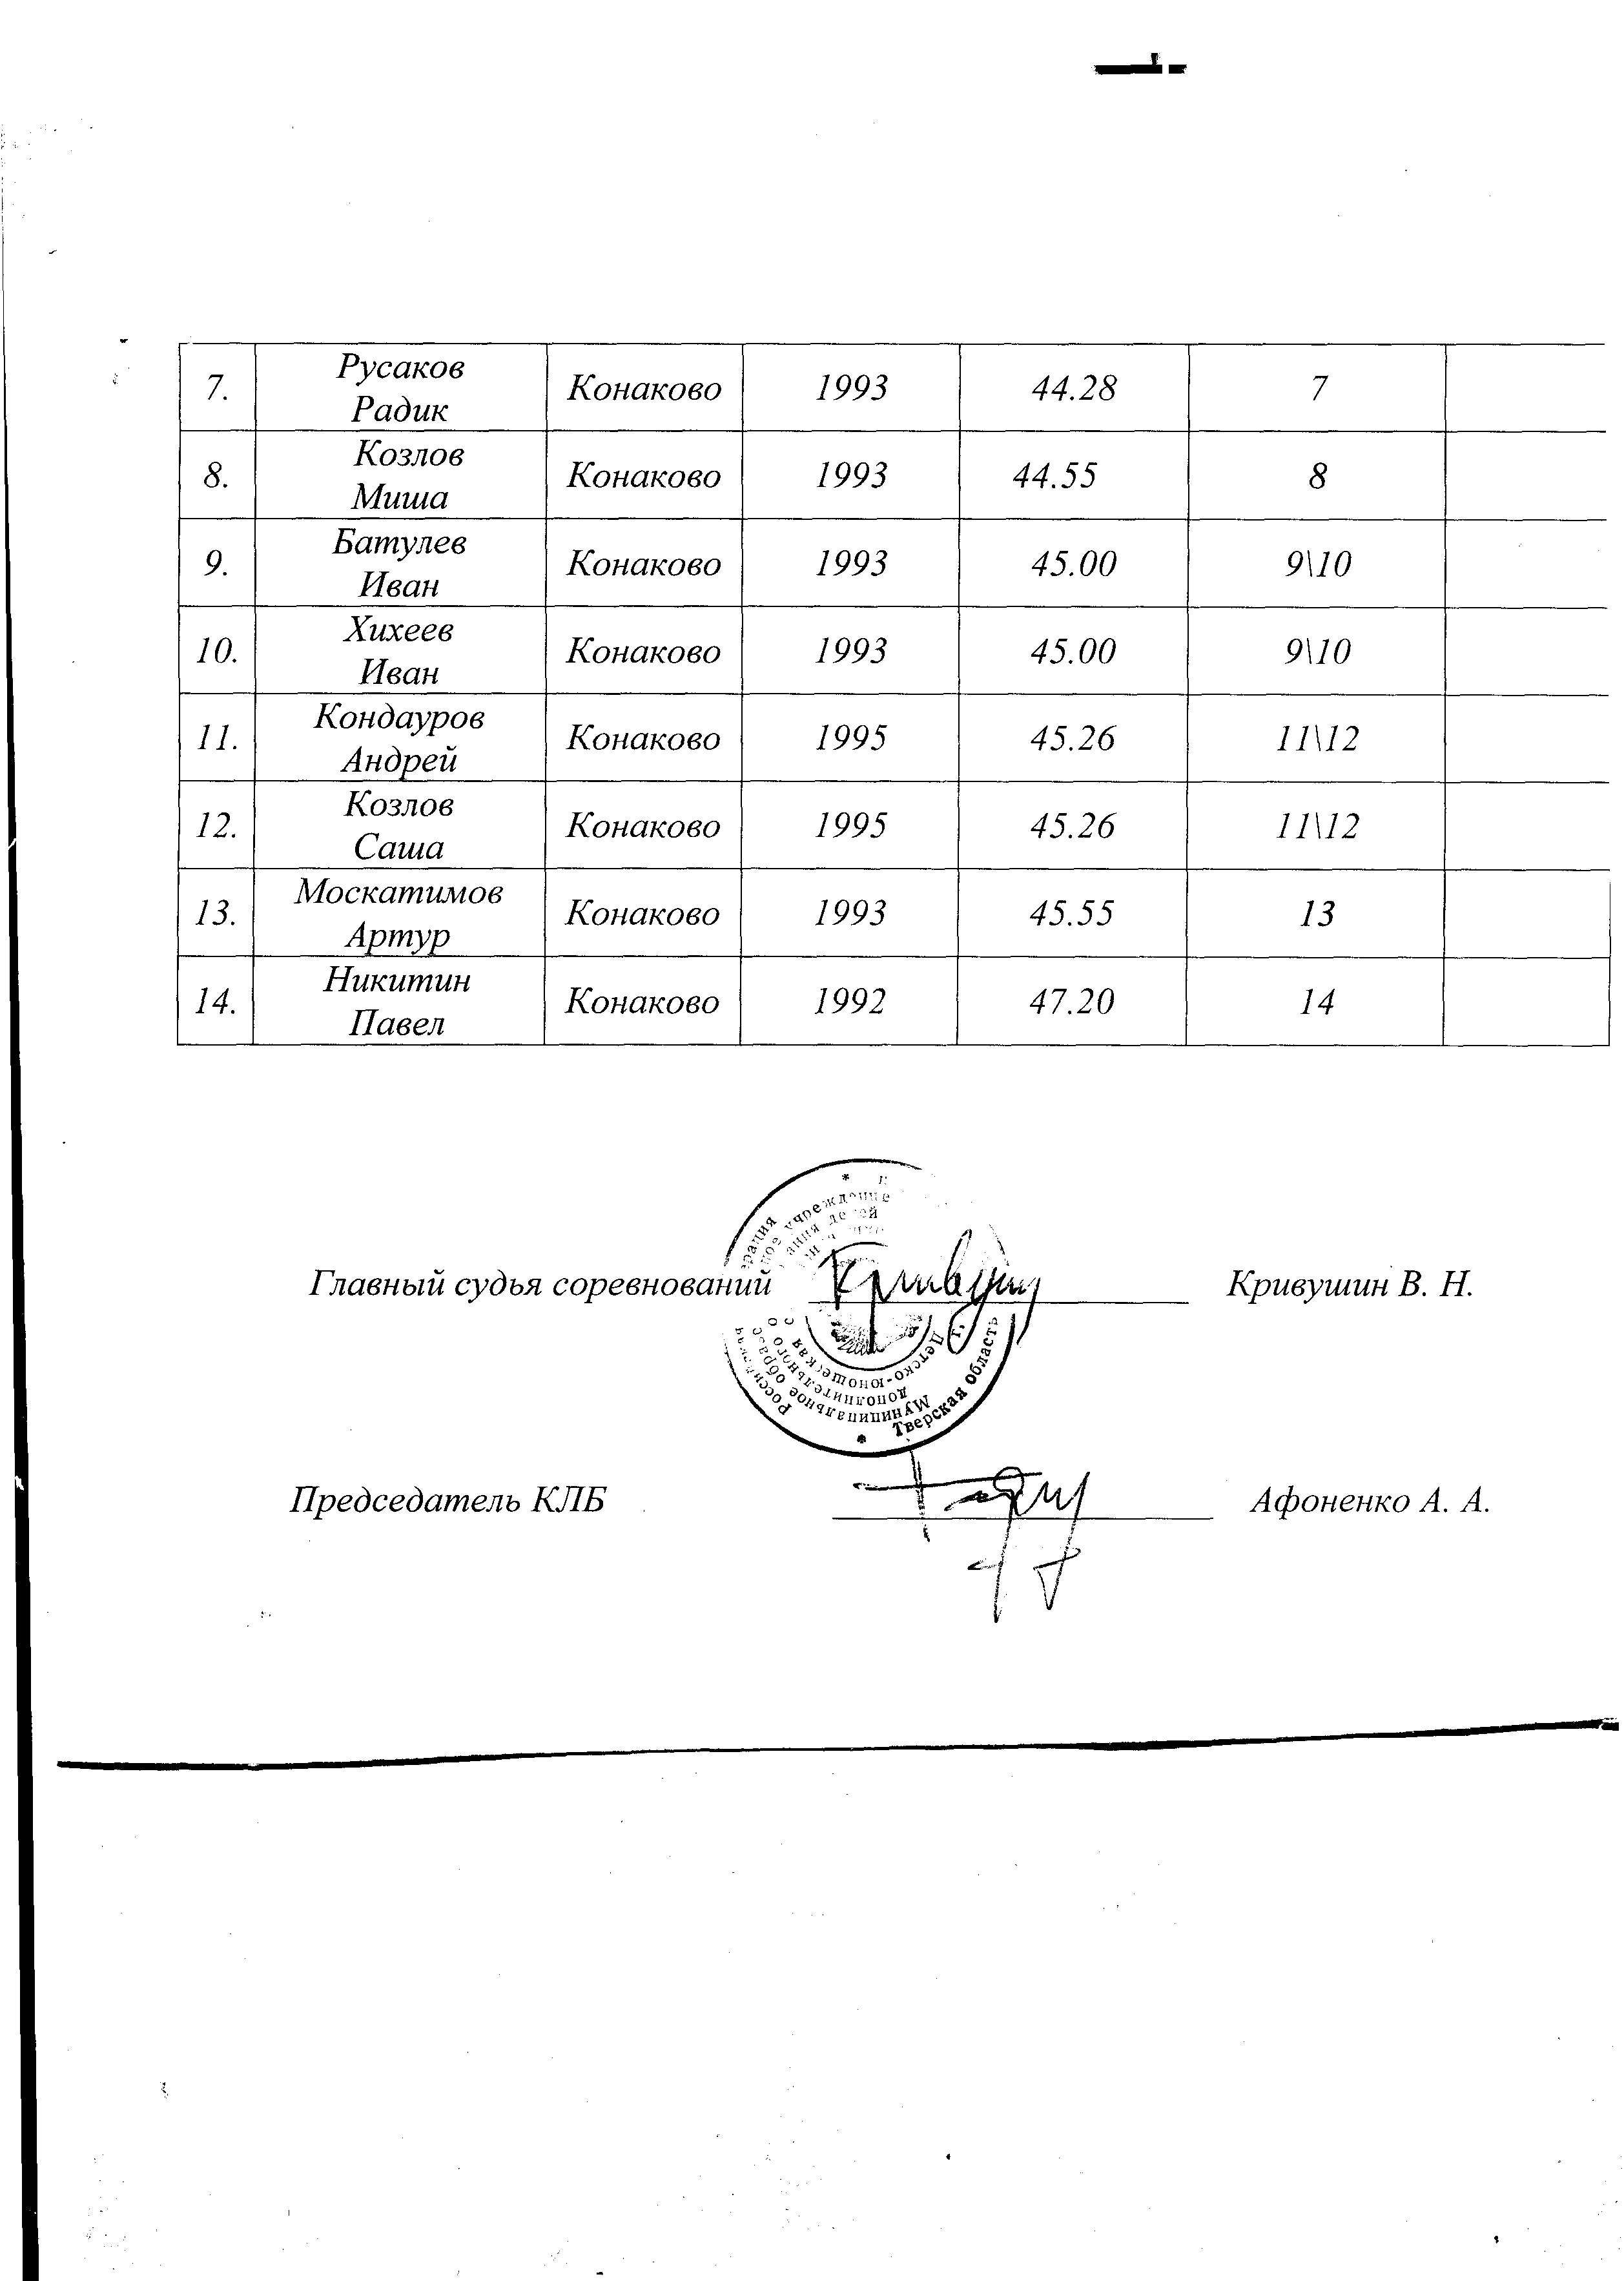 7. Русаков Радик Конаково 1993 44.28 7
8. Козлов Миша Конаково 1993 44.55 8
9. Батулев Иван Конаково 1993 45.00 9\10
10. Хихеев Иван Конаково 1993 45.00 9\10
11. Кондауров Андрей Конаково 1995 45.26 11\12
12. Козлов Саша Конаково 1995 45.26 11\12
13. Москатимов Артур Конаково 1993 45.55 13
14. Никитин Павел Конаково 1992 47.20 14
Главный судья соревнований Кривушин В. Н.
Тверская область
Муниципальное
Детско-юношеская
Председатель КЛБ Афоненко А. А.